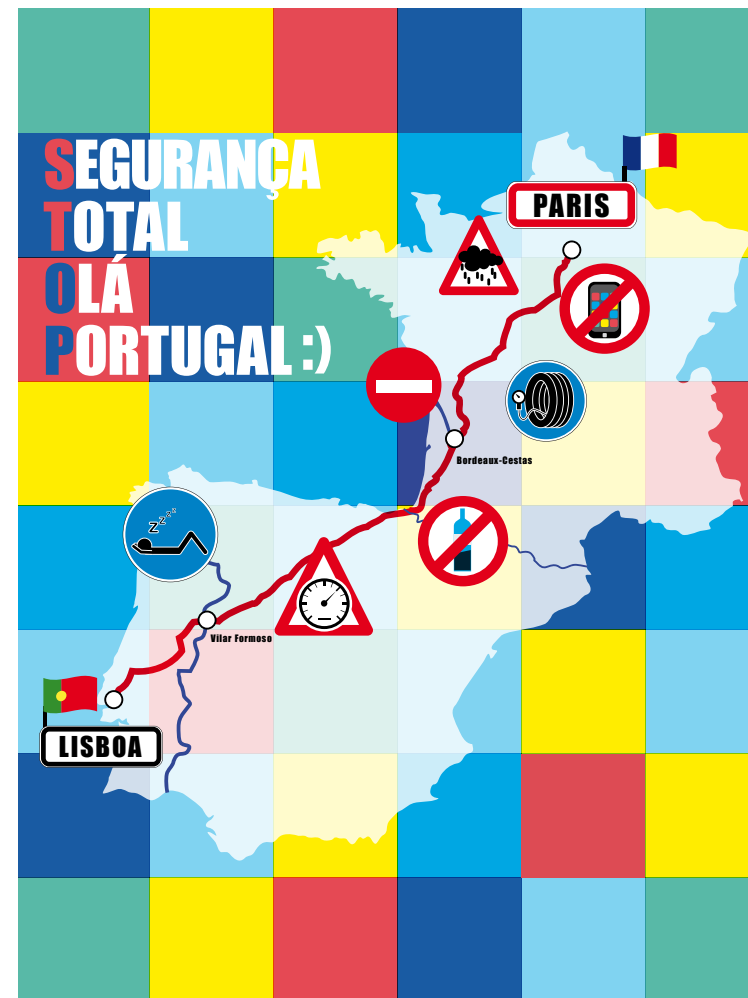 SEGURANÇA
TOTAL
OLÁ
PORTUGAL :)
PARIS
Bordeaux-Cestas
z z z z
Vilar Formoso
LISBOA